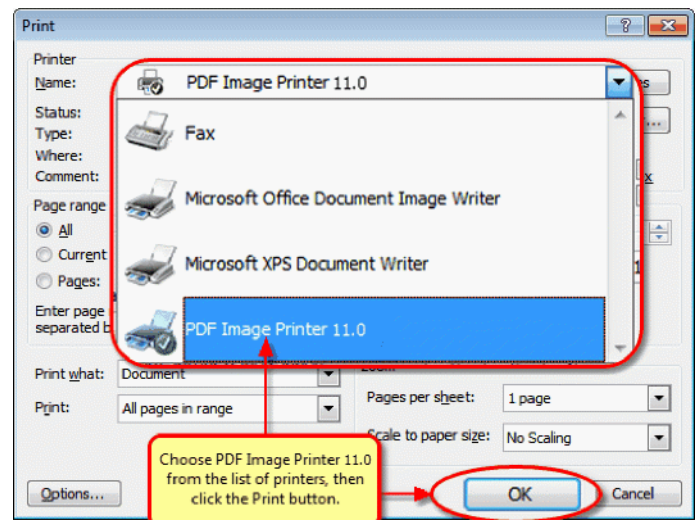 Print
Printer
Name:
PDF Image Printer 11.0
Status:
Fax
Type:
Where:
Comment:
Microsoft Office Document Image Writer
Page range
All
Current
Microsoft XPS Document Writer
Pages:
1
Enter page
separated b
PDF Image Printer 11.0
Print what:
Document
Print:
All pages in range
Pages per sheet:
1 page
Scale to paper size:
No Scaling
Choose PDF Image Printer 11.0
from the list of printers, then
click the Print button.
Options...
OK
Cancel